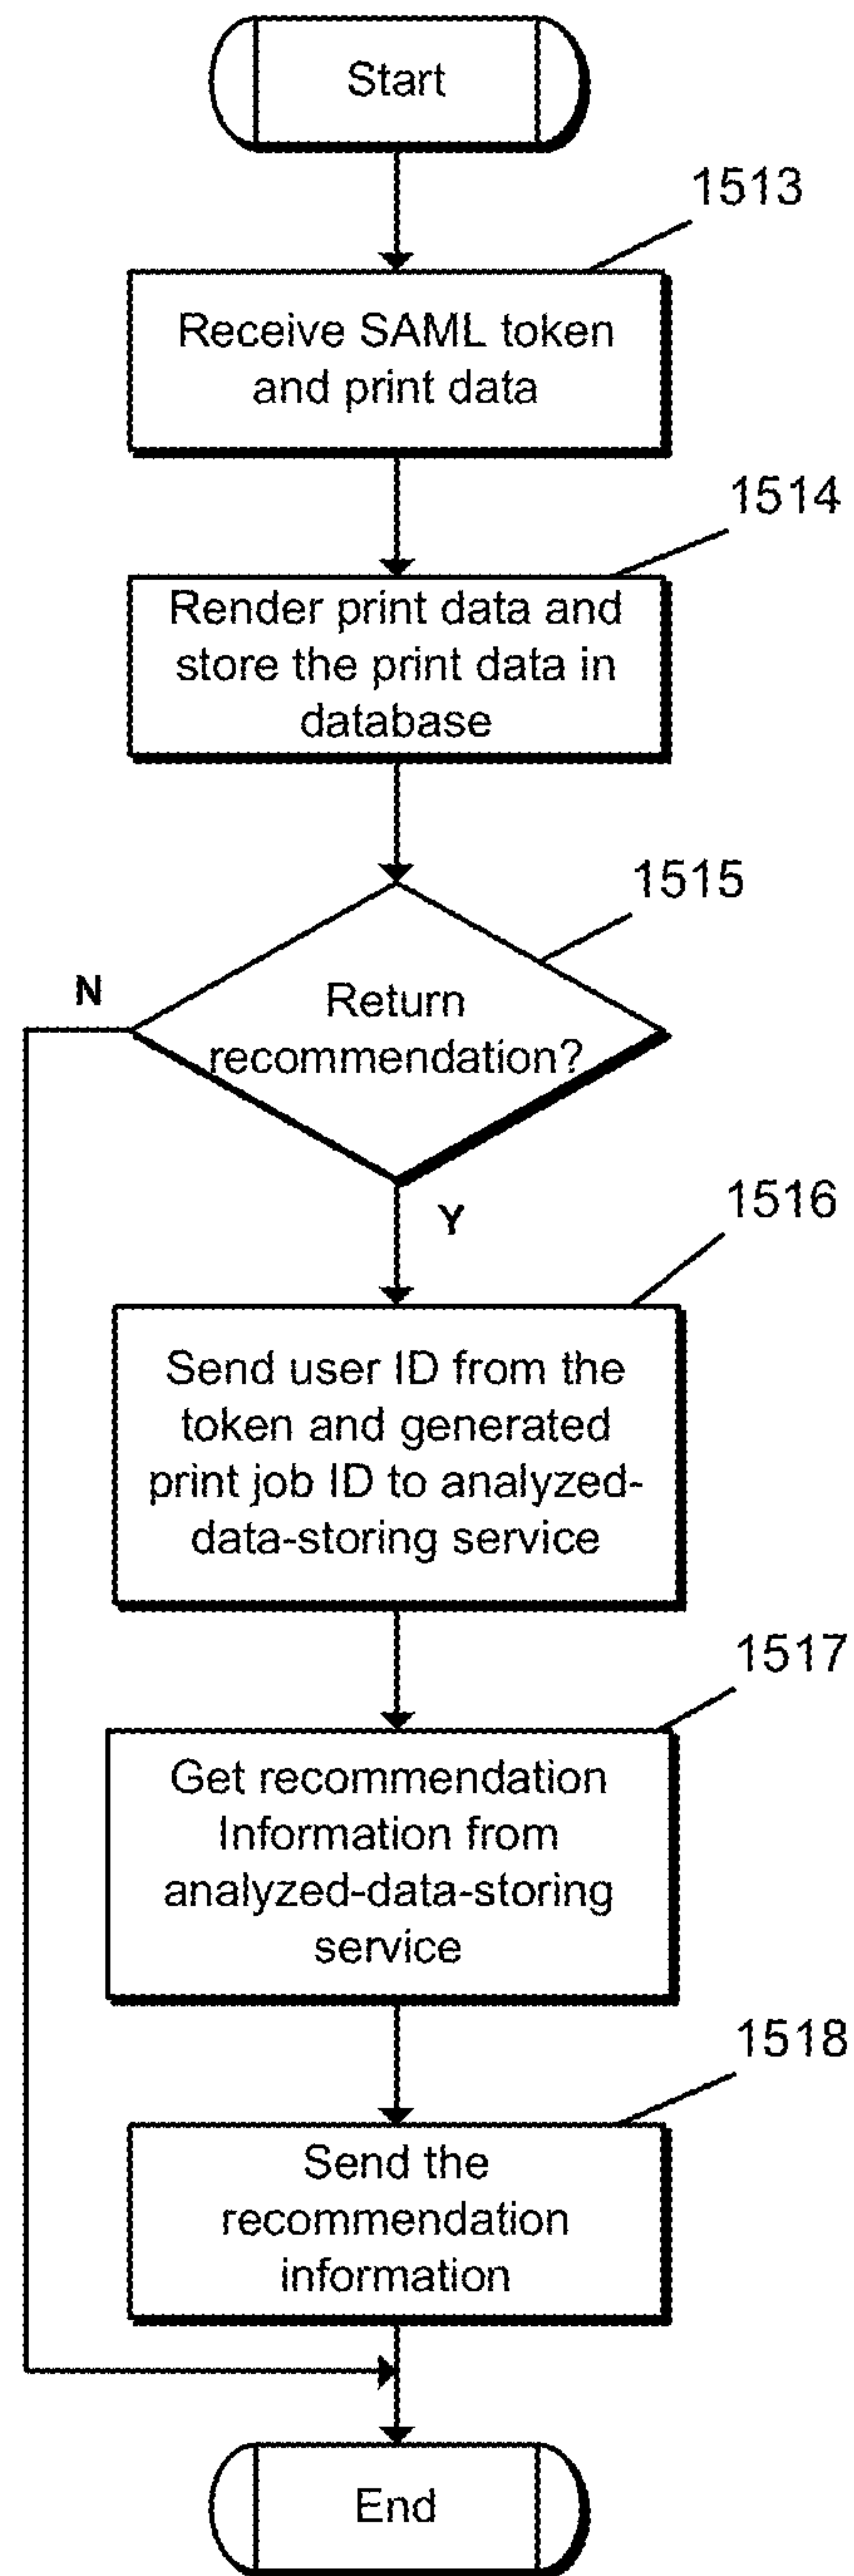 Start
1513
Receive SAML token
and print data
1514
Render print data and
store the print data in
database
1515
Return
recommendation?
N
Y
1516
Send user ID from the
token and generated
print job ID to analyzed-
data-storing service
1517
Get recommendation
Information from
analyzed-data-storing
service
1518
Send the
recommendation
information
End